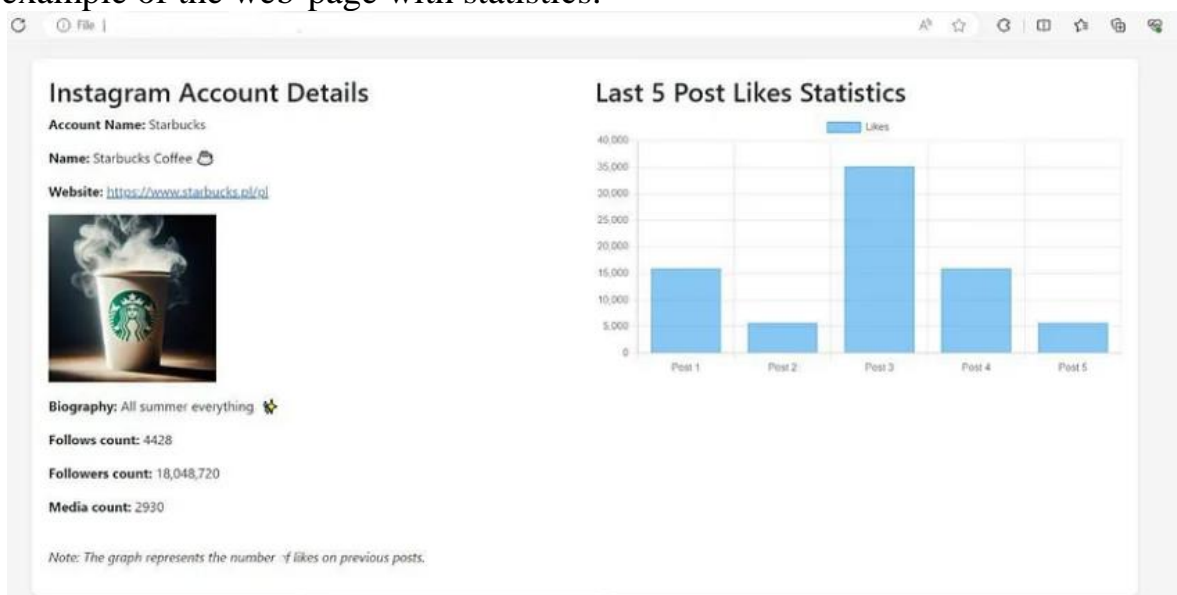 example of the web-page with statistics.
File
Instagram Account Details
Account Name: Starbucks
Name: Starbucks Coffee
Website: https://www.starbucks.pl/pl
Biography: All summer everything
Follows count: 4428
Followers count: 18,048,720
Media count: 2930
Note: The graph represents the number of likes on previous posts.
Last 5 Post Likes Statistics
Likes
40,000
35,000
30,000
25,000
20,000
15,000
10,000
5,000
0
Post 1 Post 2 Post 3 Post 4 Post 5